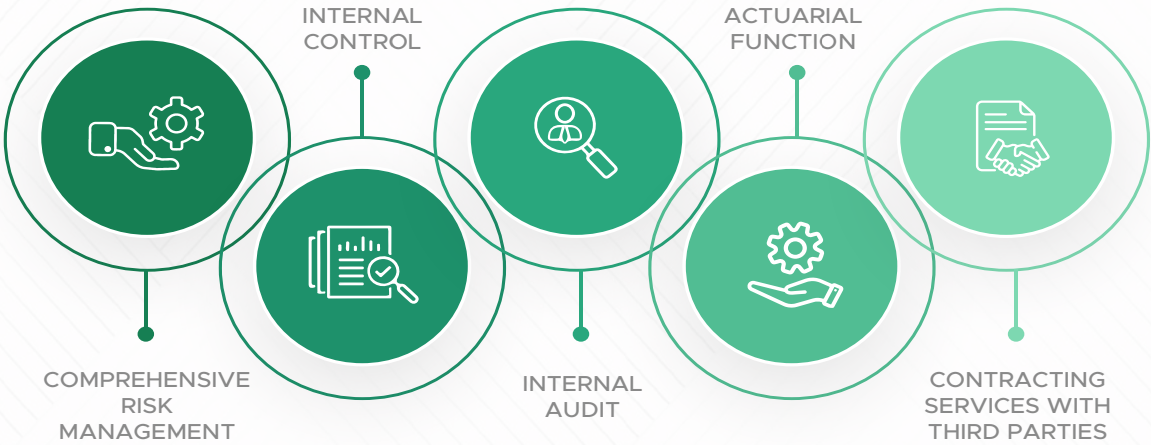 INTERNAL
CONTROL
ACTUARIAL
FUNCTION
COMPREHENSIVE
RISK
MANAGEMENT
INTERNAL
AUDIT
CONTRACTING
SERVICES WITH
THIRD PARTIES